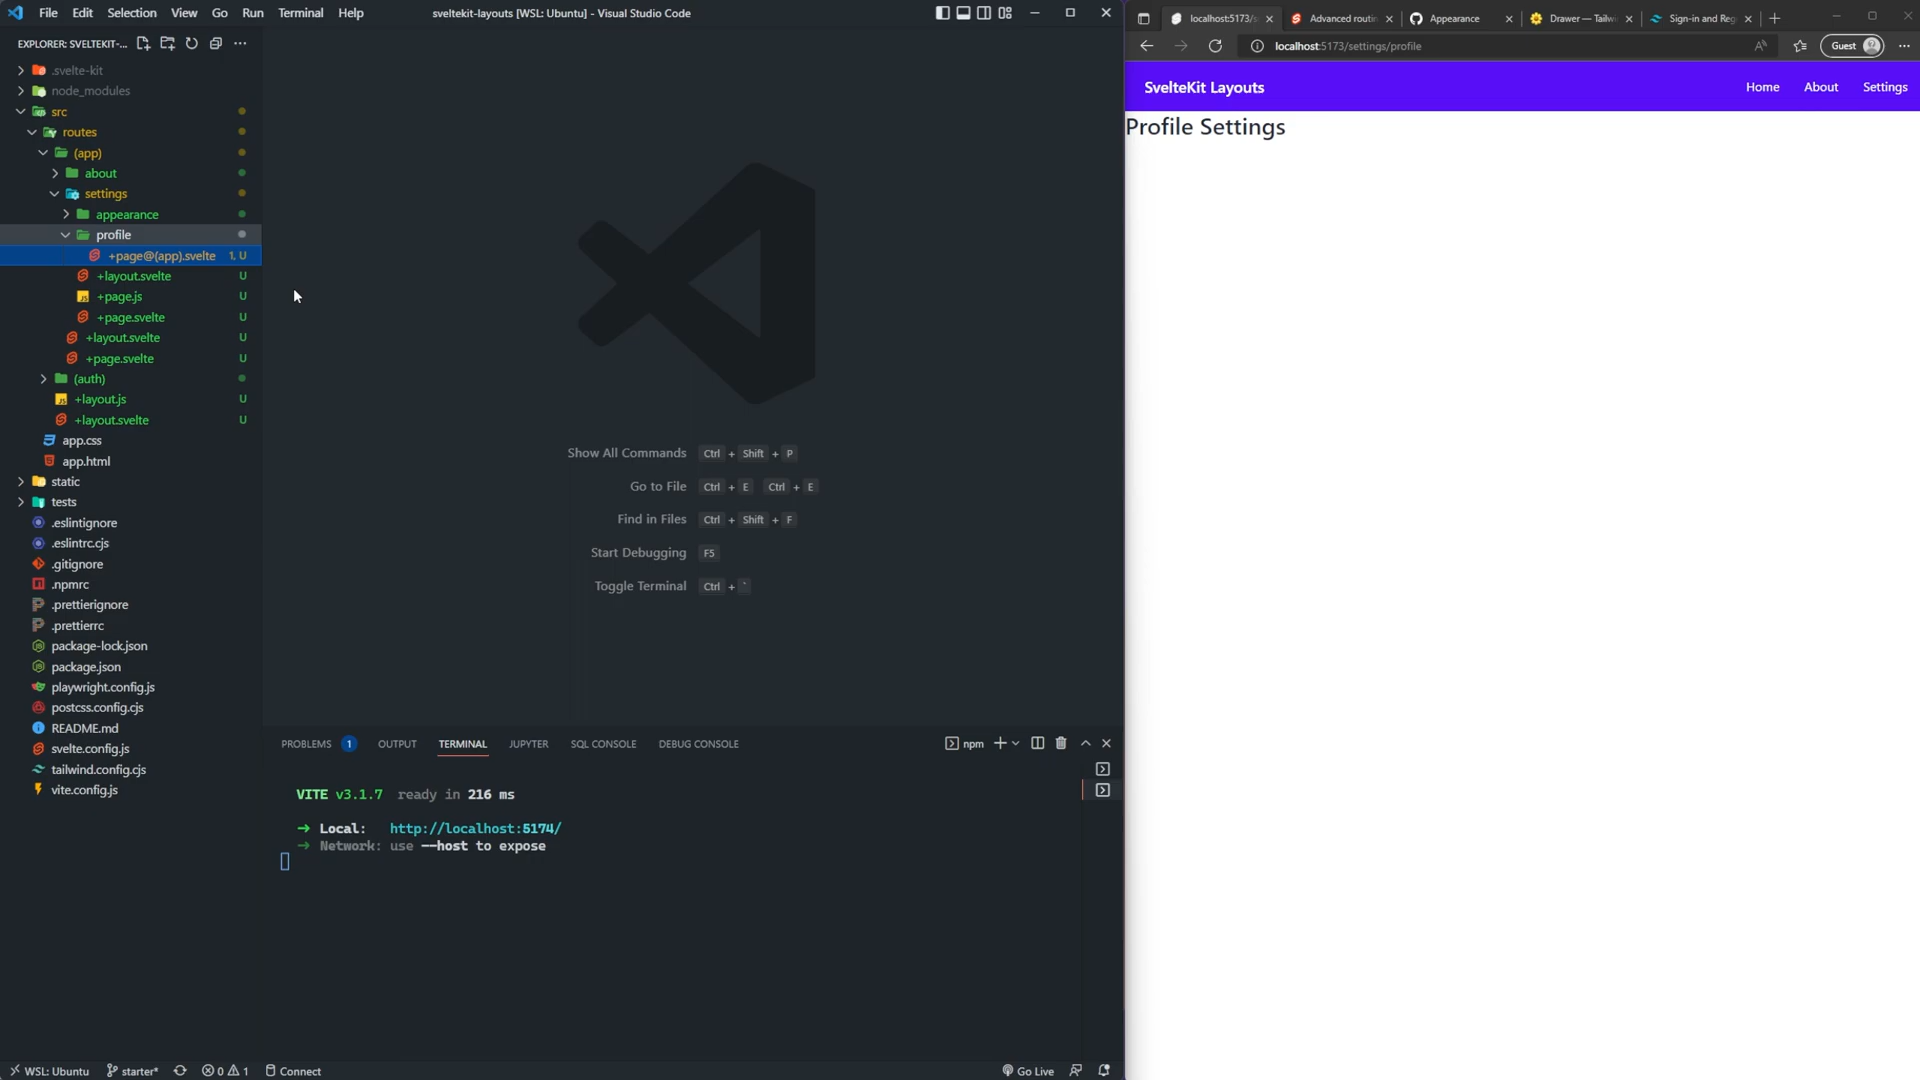 File Edit Selection View Go Run Terminal Help
sveltekit-layouts [WSL: Ubuntu] - Visual Studio Code
EXPLORER: SVELTEKIT-...
.svelte-kit
node_modules
src
routes
(app)
about
settings
appearance
profile
+page@(app).svelte 1, U
+layout.svelte U
+page.js U
+page.svelte U
+layout.svelte U
+page.svelte U
(auth)
+layout.js U
+layout.svelte U
app.css
app.html
static
tests
.eslintignore
.eslintrc.cjs
.gitignore
.npmrc
.prettierignore
.prettierrc
package-lock.json
package.json
playwright.config.js
postcss.config.cjs
README.md
svelte.config.js
tailwind.config.cjs
vite.config.js
Show All Commands Ctrl + Shift + P
Go to File Ctrl + E Ctrl + E
Find in Files Ctrl + Shift + F
Start Debugging F5
Toggle Terminal Ctrl + `
PROBLEMS 1 OUTPUT TERMINAL JUPYTER SQL CONSOLE DEBUG CONSOLE
npm
VITE v3.1.7 ready in 216 ms
➜ Local: http://localhost:5174/
➜ Network: use --host to expose
WSL: Ubuntu starter* 0 1 Connect
Go Live
localhost:5173/s Advanced routin Appearance Drawer — Tailw Sign-in and Reg
localhost:5173/settings/profile
Guest
SvelteKit Layouts
Home About Settings
Profile Settings